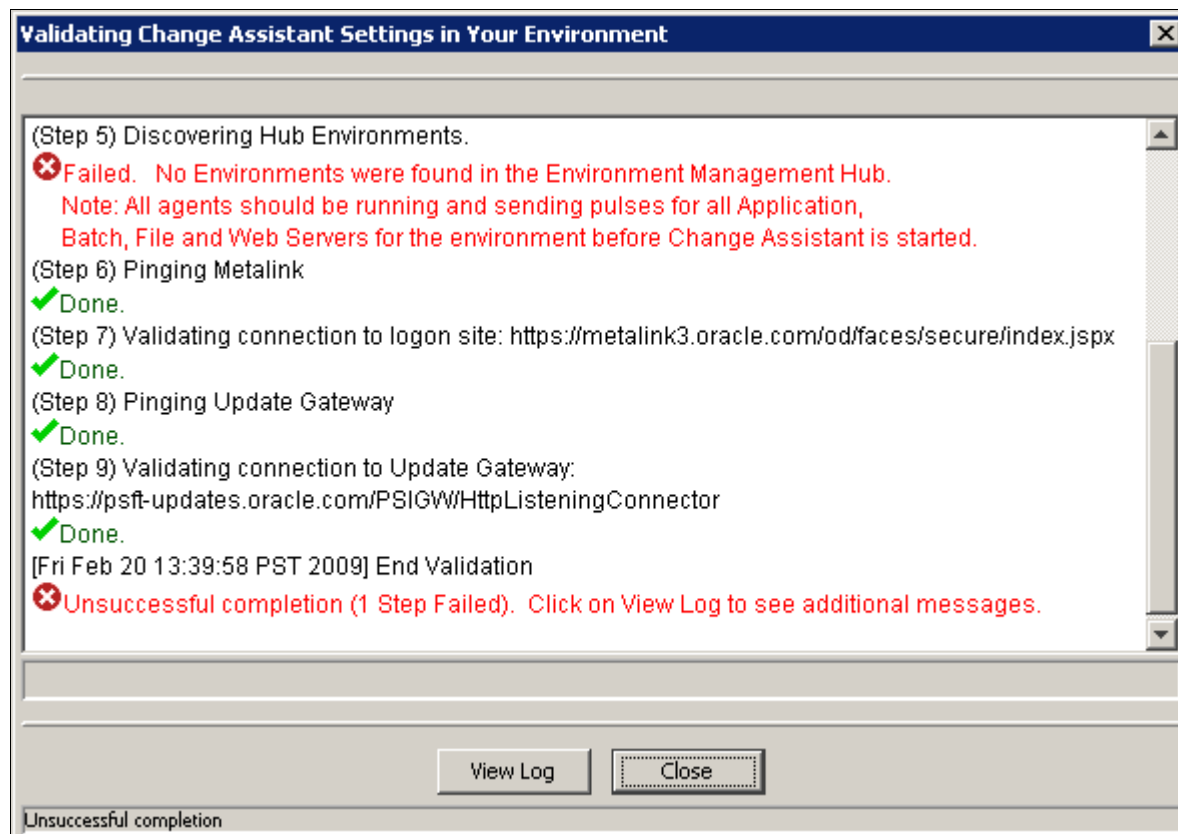 Validating Change Assistant Settings in Your Environment
(Step 5) Discovering Hub Environments.
Failed.   No Environments were found in the Environment Management Hub.
Note: All agents should be running and sending pulses for all Application,
Batch, File and Web Servers for the environment before Change Assistant is started.
(Step 6) Pinging Metalink
Done.
(Step 7) Validating connection to logon site: https://metalink3.oracle.com/od/faces/secure/index.jspx
Done.
(Step 8) Pinging Update Gateway
Done.
(Step 9) Validating connection to Update Gateway:
https://psft-updates.oracle.com/PSIGW/HttpListeningConnector
Done.
[Fri Feb 20 13:39:58 PST 2009] End Validation
Unsuccessful completion (1 Step Failed).  Click on View Log to see additional messages.
View Log
Close
Unsuccessful completion